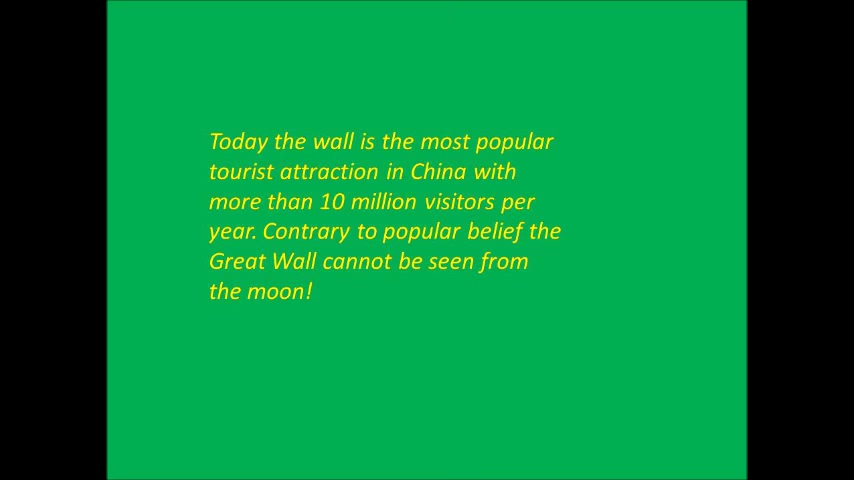 Today the wall is the most popular
tourist attraction in China with
more than 10 million visitors per
year. Contrary to popular belief the
Great Wall cannot be seen from
the moon!